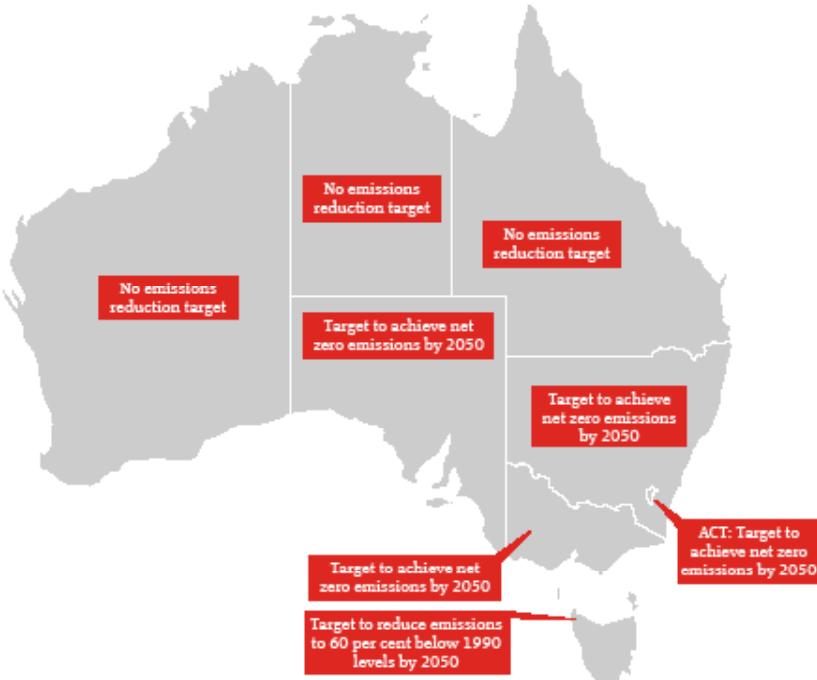 No emissions
reduction target
No emissions
reduction target
No emissions
reduction target
Target to achieve net
zero emissions by 2050
Target to achieve
net zero emissions
by 2050
ACT: Target to
achieve net zero
emissions by 2050
Target to achieve net
zero emissions by 2050
Target to reduce emissions
to 60 per cent below 1990
levels by 2050